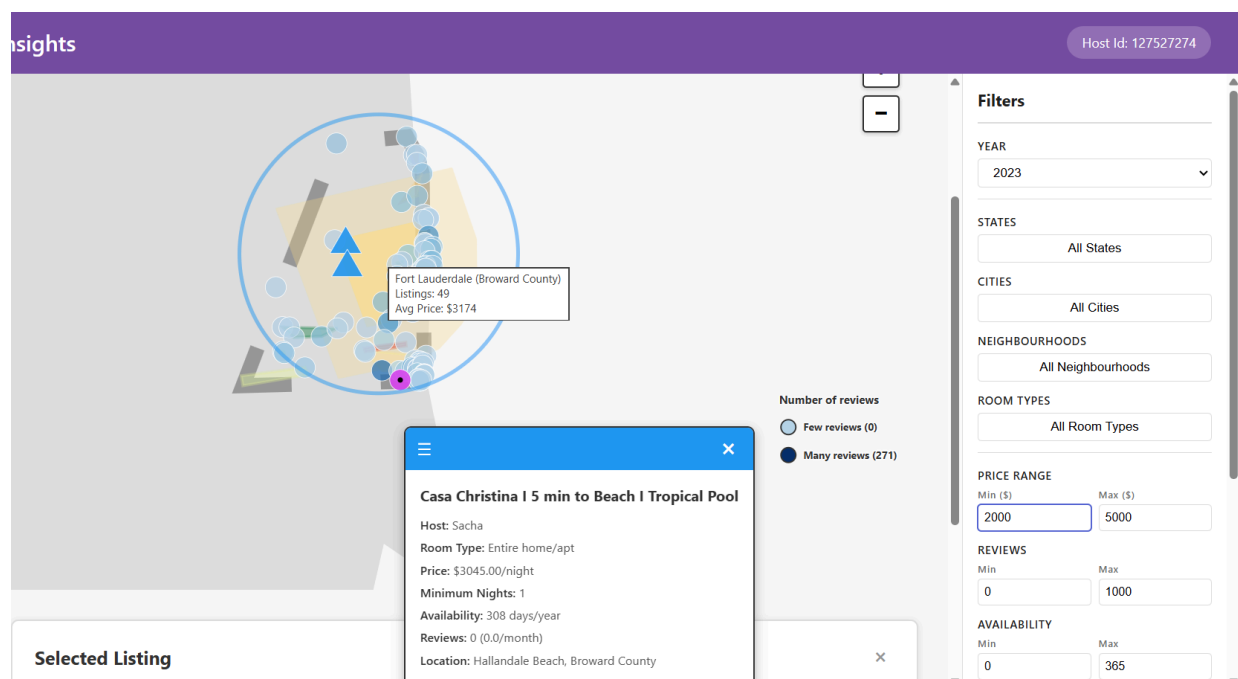 nsights
Host Id: 127527274
−
Fort Lauderdale (Broward County)
Listings: 49
Avg Price: $3174
Number of reviews
Few reviews (0)
Many reviews (271)
☰ ✕
Casa Christina I 5 min to Beach I Tropical Pool
Host: Sacha
Room Type: Entire home/apt
Price: $3045.00/night
Minimum Nights: 1
Availability: 308 days/year
Reviews: 0 (0.0/month)
Location: Hallandale Beach, Broward County
Selected Listing
✕
Filters
YEAR
2023
STATES
All States
CITIES
All Cities
NEIGHBOURHOODS
All Neighbourhoods
ROOM TYPES
All Room Types
PRICE RANGE
Min ($) Max ($)
2000 5000
REVIEWS
Min Max
0 1000
AVAILABILITY
Min Max
0 365